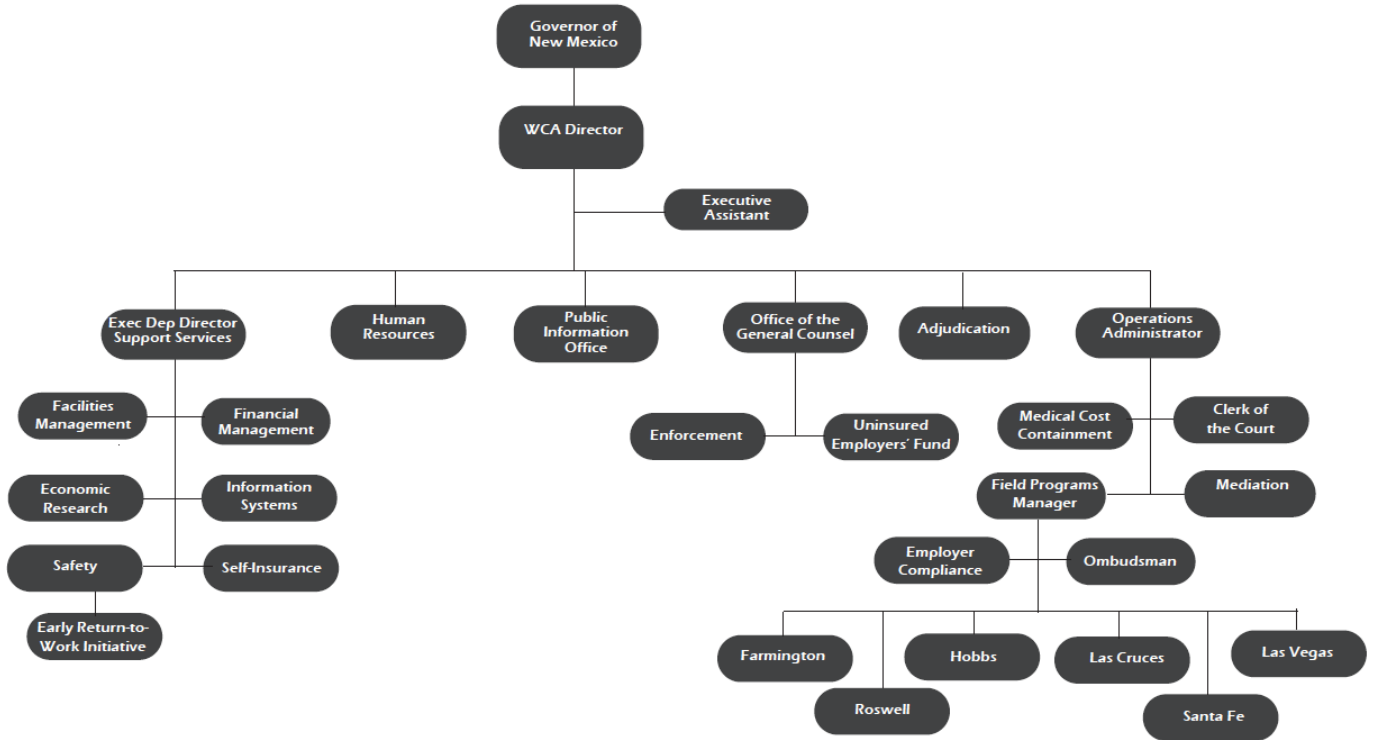 Governor of
New Mexico
WCA Director
Executive
Assistant
Exec Dep Director
Support Services
Human
Resources
Public
Information
Office
Office of the
General Counsel
Adjudication
Operations
Administrator
Facilities
Management
Financial
Management
Enforcement
Uninsured
Employers' Fund
Medical Cost
Containment
Clerk of
the Court
Economic
Research
Information
Systems
Field Programs
Manager
Mediation
Safety
Self-Insurance
Employer
Compliance
Ombudsman
Early Return-to-
Work Initiative
Farmington
Roswell
Hobbs
Las Cruces
Santa Fe
Las Vegas